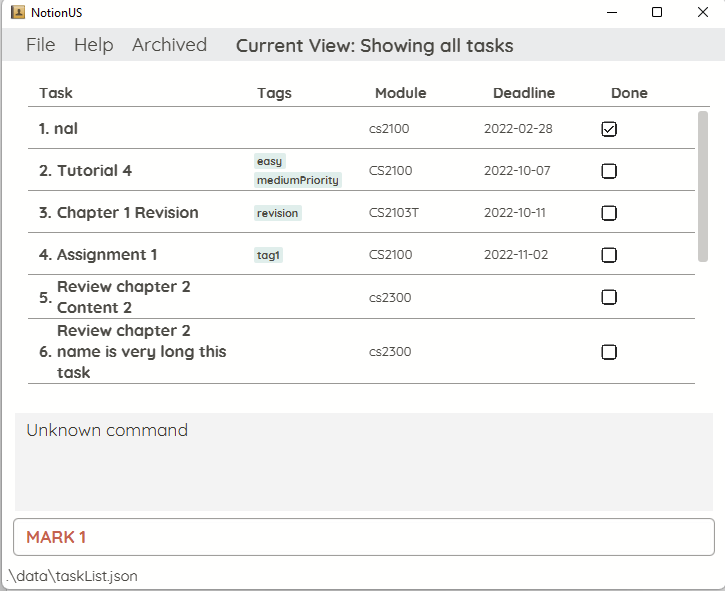 NotionUS
File Help Archived Current View: Showing all tasks
Task Tags Module Deadline Done
1. nal cs2100 2022-02-28
2. Tutorial 4 easy mediumPriority CS2100 2022-10-07
3. Chapter 1 Revision revision CS2103T 2022-10-11
4. Assignment 1 tag1 CS2100 2022-11-02
5. Review chapter 2 cs2300
Content 2
Review chapter 2
6. name is very long this cs2300
task
Unknown command
MARK 1
.\data\taskList.json